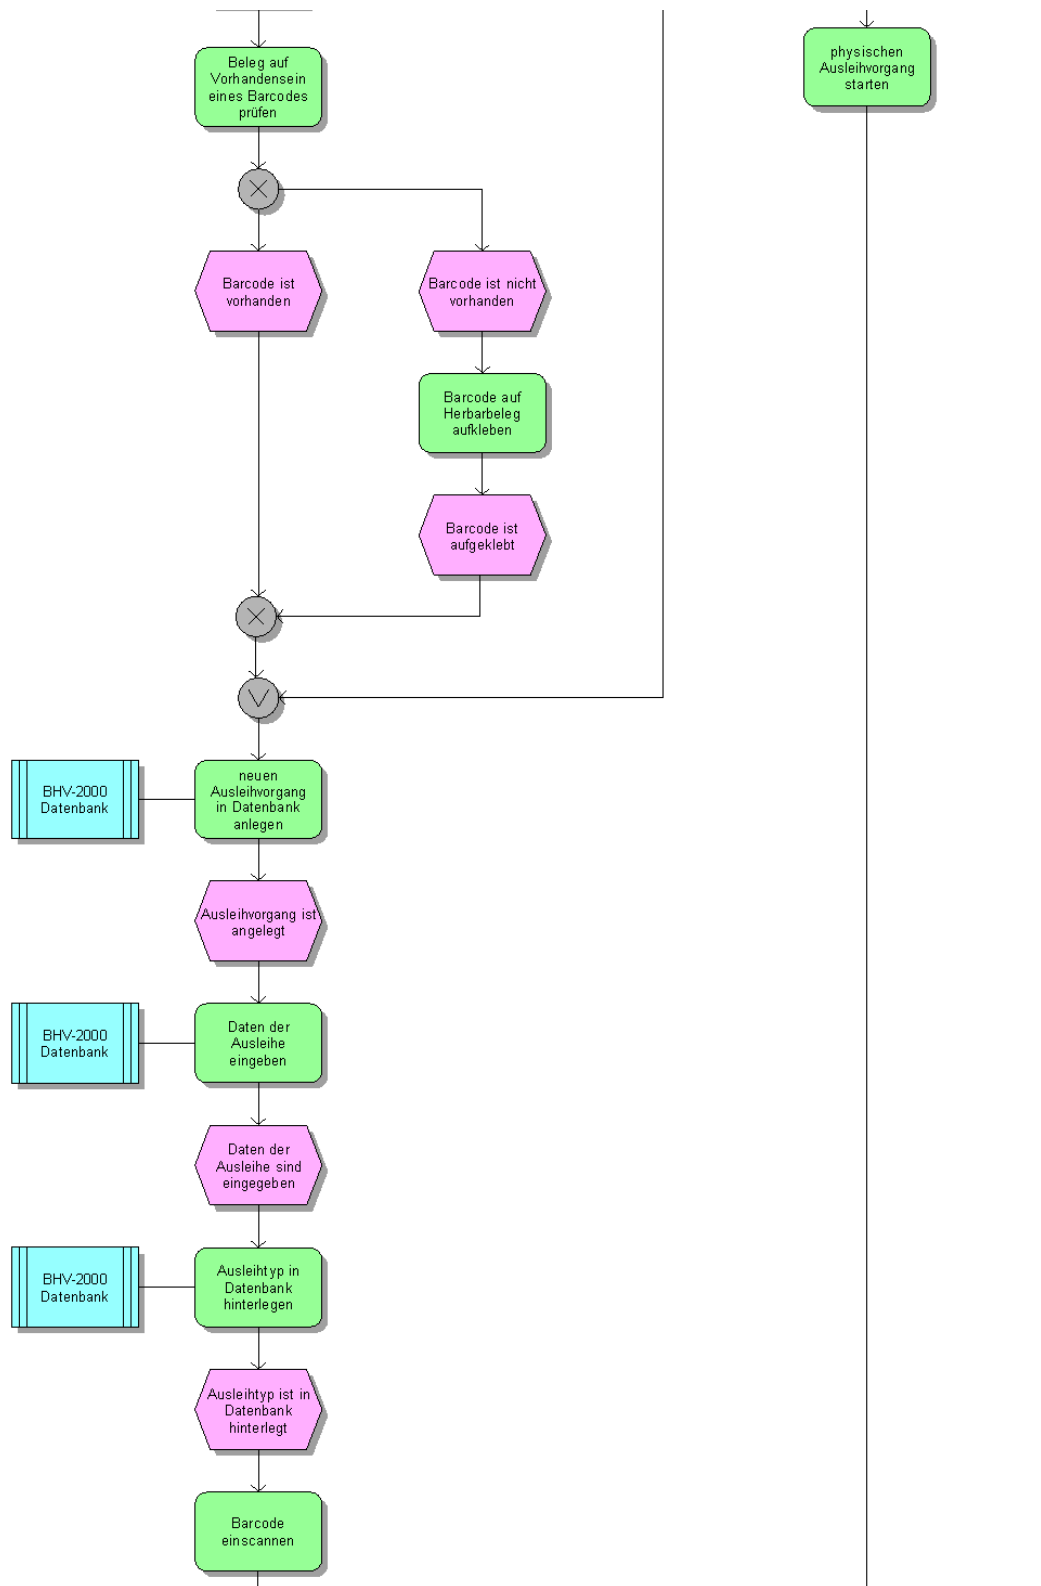 Beleg auf
Vorhandensein
eines Barcodes
prüfen
physischen
Ausleihvorgang
starten
Barcode ist
vorhanden
Barcode ist nicht
vorhanden
Barcode auf
Herbarbeleg
aufkleben
Barcode ist
aufgeklebt
BHV-2000
Datenbank
neuen
Ausleihvorgang
in Datenbank
anlegen
Ausleihvorgang ist
angelegt
BHV-2000
Datenbank
Daten der
Ausleihe
eingeben
Daten der
Ausleihe sind
eingegeben
BHV-2000
Datenbank
Ausleihtyp in
Datenbank
hinterlegen
Ausleihtyp ist in
Datenbank
hinterlegt
Barcode
einscannen